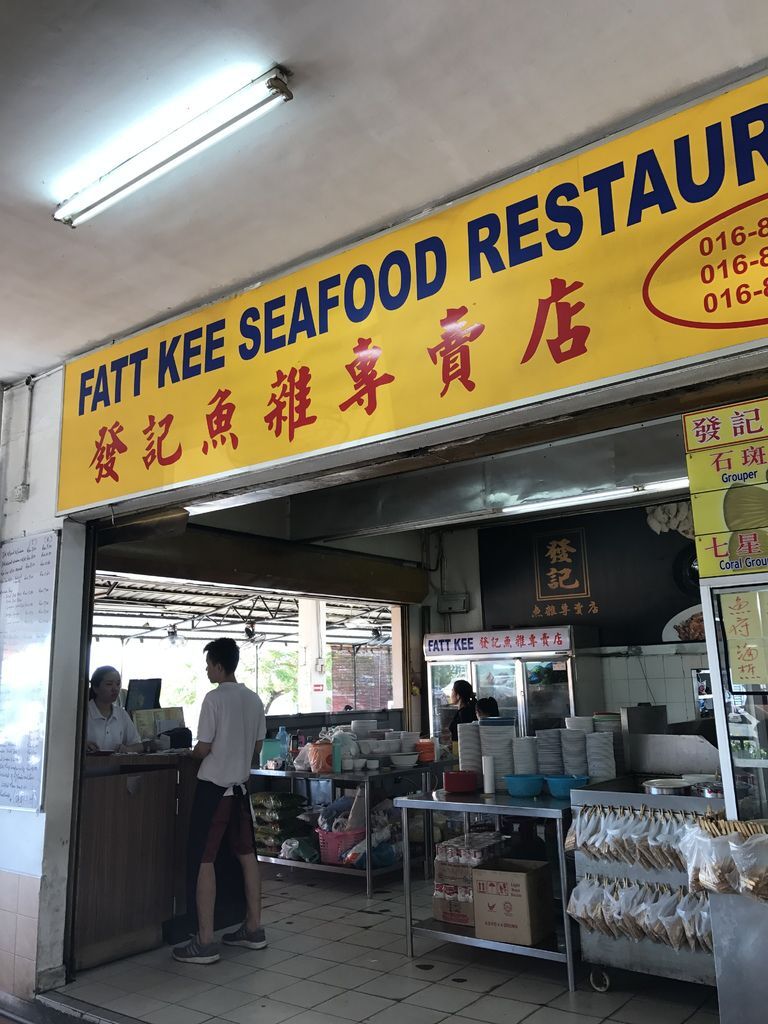 FATT KEE SEAFOOD RESTAUR
016-8
016-8
016-8
發記魚雜專賣店
發記
石斑
Grouper
七星
Coral Grou
發記
魚雜專賣店
FATT KEE 發記魚雜專賣店